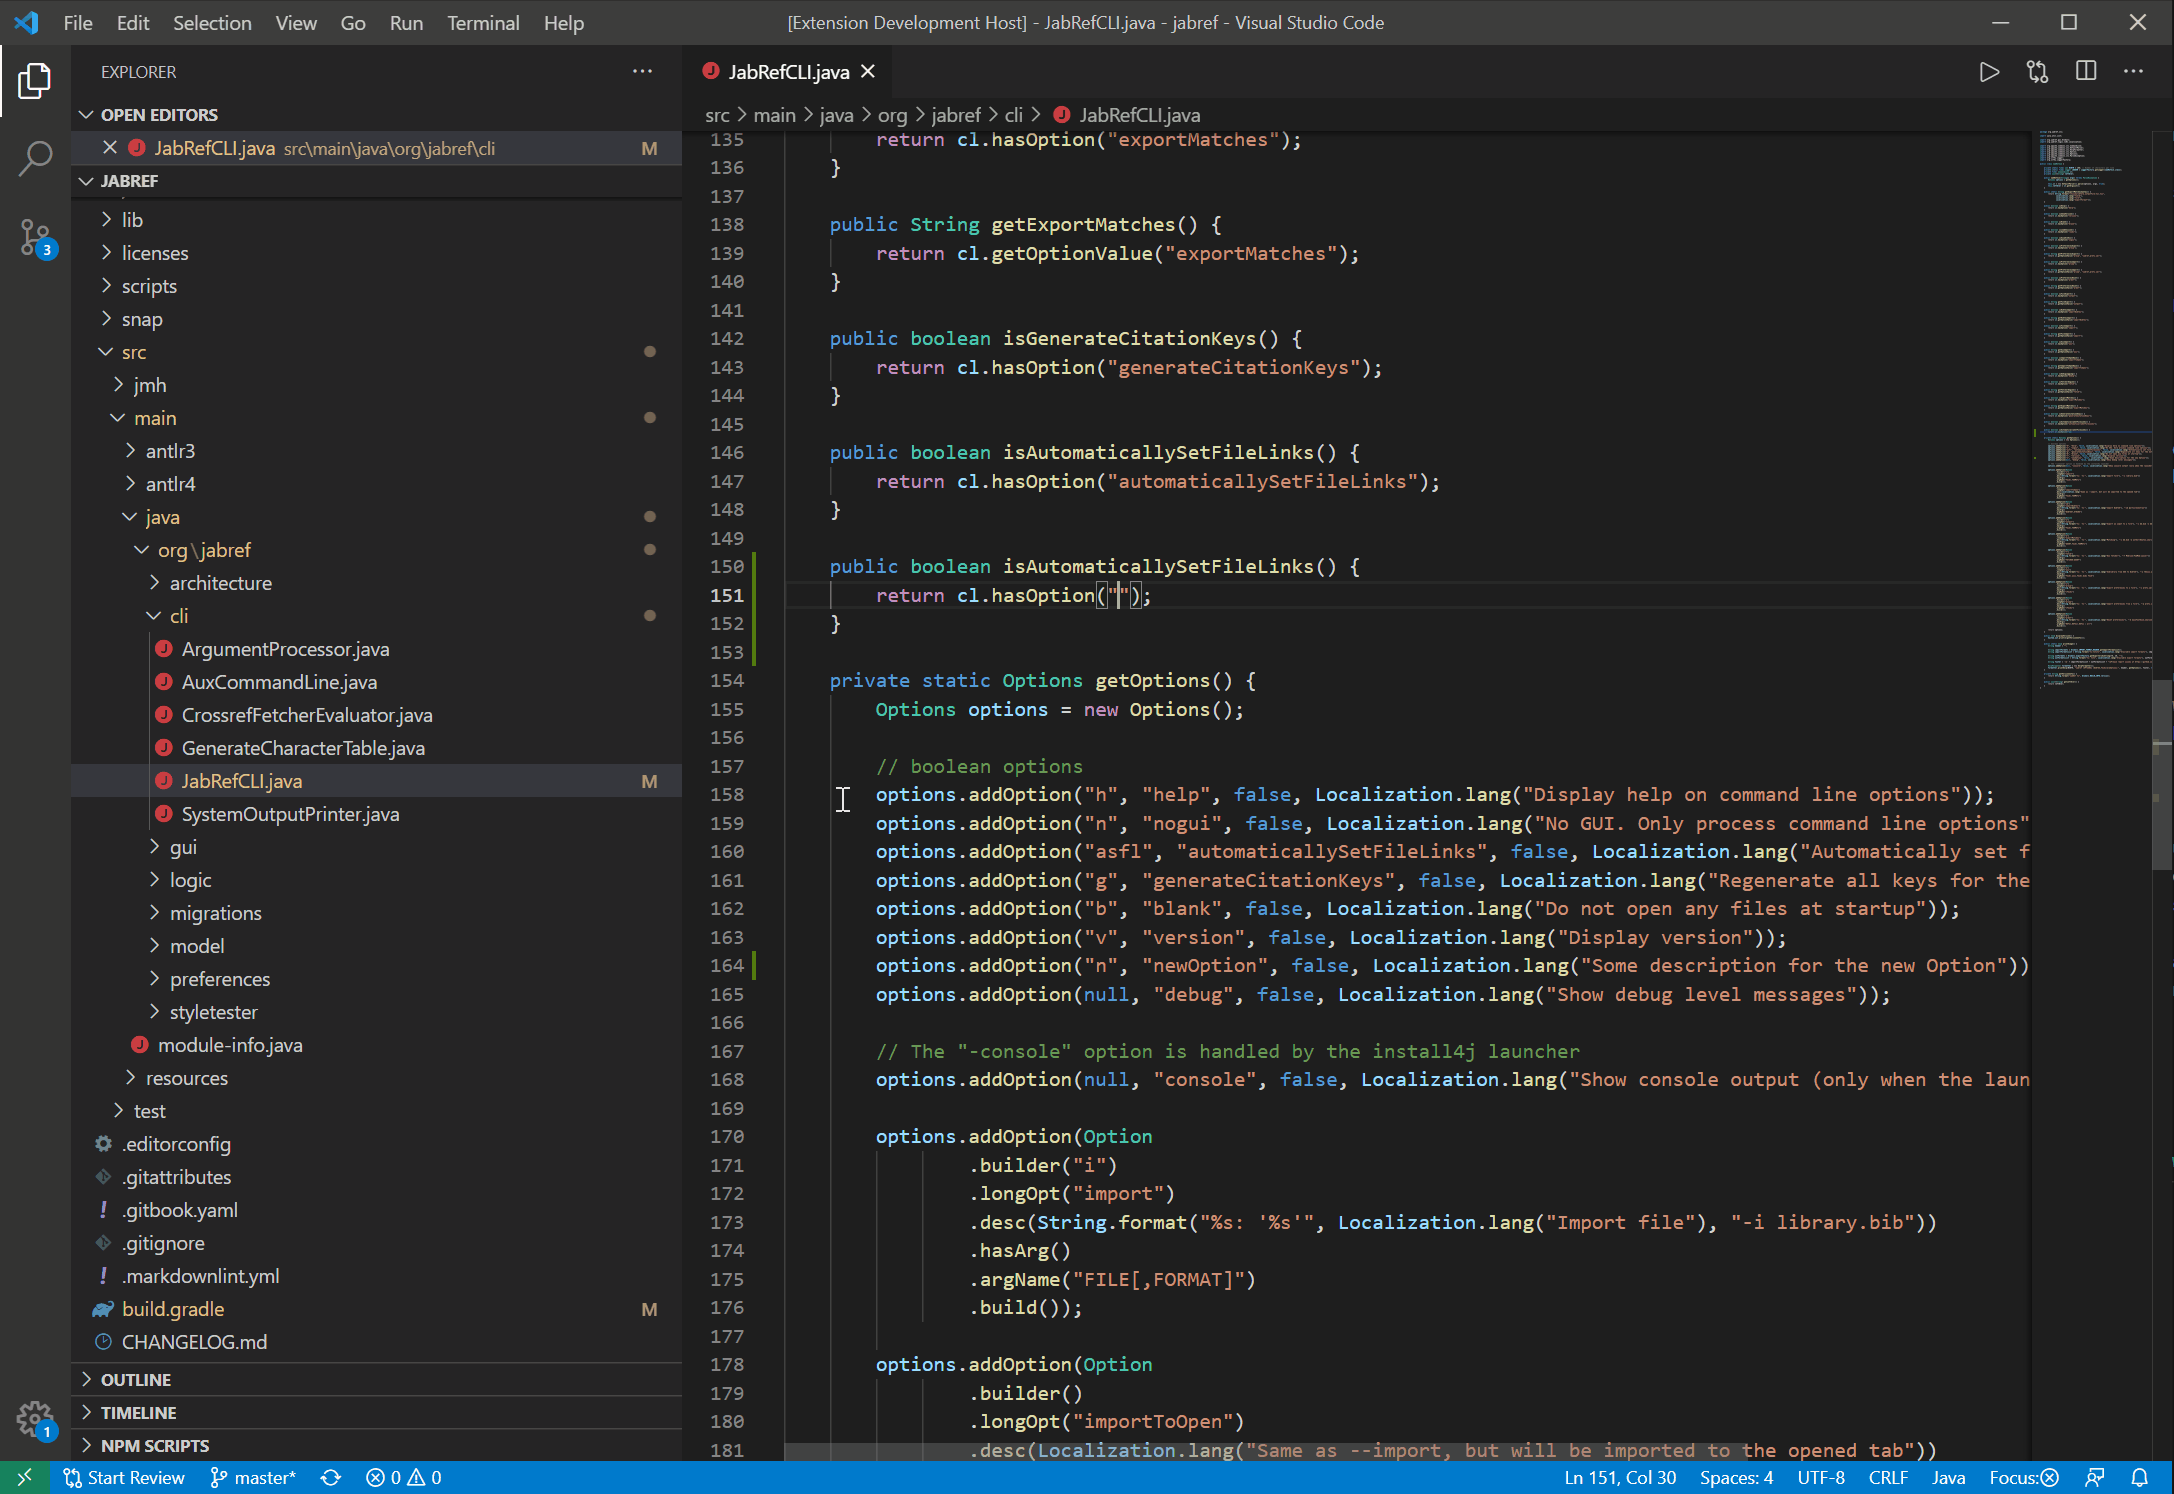 File Edit Selection View Go Run Terminal Help
[Extension Development Host] - JabRefCLI.java - jabref - Visual Studio Code
EXPLORER
OPEN EDITORS
JabRefCLI.java src\main\java\org\jabref\cli M
JABREF
lib
licenses
scripts
snap
src
jmh
main
antlr3
antlr4
java
org\jabref
architecture
cli
ArgumentProcessor.java
AuxCommandLine.java
CrossrefFetcherEvaluator.java
GenerateCharacterTable.java
JabRefCLI.java M
SystemOutputPrinter.java
gui
logic
migrations
model
preferences
styletester
module-info.java
resources
test
.editorconfig
.gitattributes
.gitbook.yaml
.gitignore
.markdownlint.yml
build.gradle M
CHANGELOG.md
OUTLINE
TIMELINE
NPM SCRIPTS
3
1
JabRefCLI.java
src > main > java > org > jabref > cli > JabRefCLI.java
135 return cl.hasOption("exportMatches");
136 }
137
138 public String getExportMatches() {
139 return cl.getOptionValue("exportMatches");
140 }
141
142 public boolean isGenerateCitationKeys() {
143 return cl.hasOption("generateCitationKeys");
144 }
145
146 public boolean isAutomaticallySetFileLinks() {
147 return cl.hasOption("automaticallySetFileLinks");
148 }
149
150 public boolean isAutomaticallySetFileLinks() {
151 return cl.hasOption("");
152 }
153
154 private static Options getOptions() {
155 Options options = new Options();
156
157 // boolean options
158 options.addOption("h", "help", false, Localization.lang("Display help on command line options"));
159 options.addOption("n", "nogui", false, Localization.lang("No GUI. Only process command line options"
160 options.addOption("asfl", "automaticallySetFileLinks", false, Localization.lang("Automatically set f
161 options.addOption("g", "generateCitationKeys", false, Localization.lang("Regenerate all keys for the
162 options.addOption("b", "blank", false, Localization.lang("Do not open any files at startup"));
163 options.addOption("v", "version", false, Localization.lang("Display version"));
164 options.addOption("n", "newOption", false, Localization.lang("Some description for the new Option"))
165 options.addOption(null, "debug", false, Localization.lang("Show debug level messages"));
166
167 // The "-console" option is handled by the install4j launcher
168 options.addOption(null, "console", false, Localization.lang("Show console output (only when the laun
169
170 options.addOption(Option
171 .builder("i")
172 .longOpt("import")
173 .desc(String.format("%s: '%s'", Localization.lang("Import file"), "-i library.bib"))
174 .hasArg()
175 .argName("FILE[,FORMAT]")
176 .build());
177
178 options.addOption(Option
179 .builder()
180 .longOpt("importToOpen")
181 .desc(Localization.lang("Same as --import, but will be imported to the opened tab"))
Start Review master* 0 0
Ln 151, Col 30 Spaces: 4 UTF-8 CRLF Java Focus: